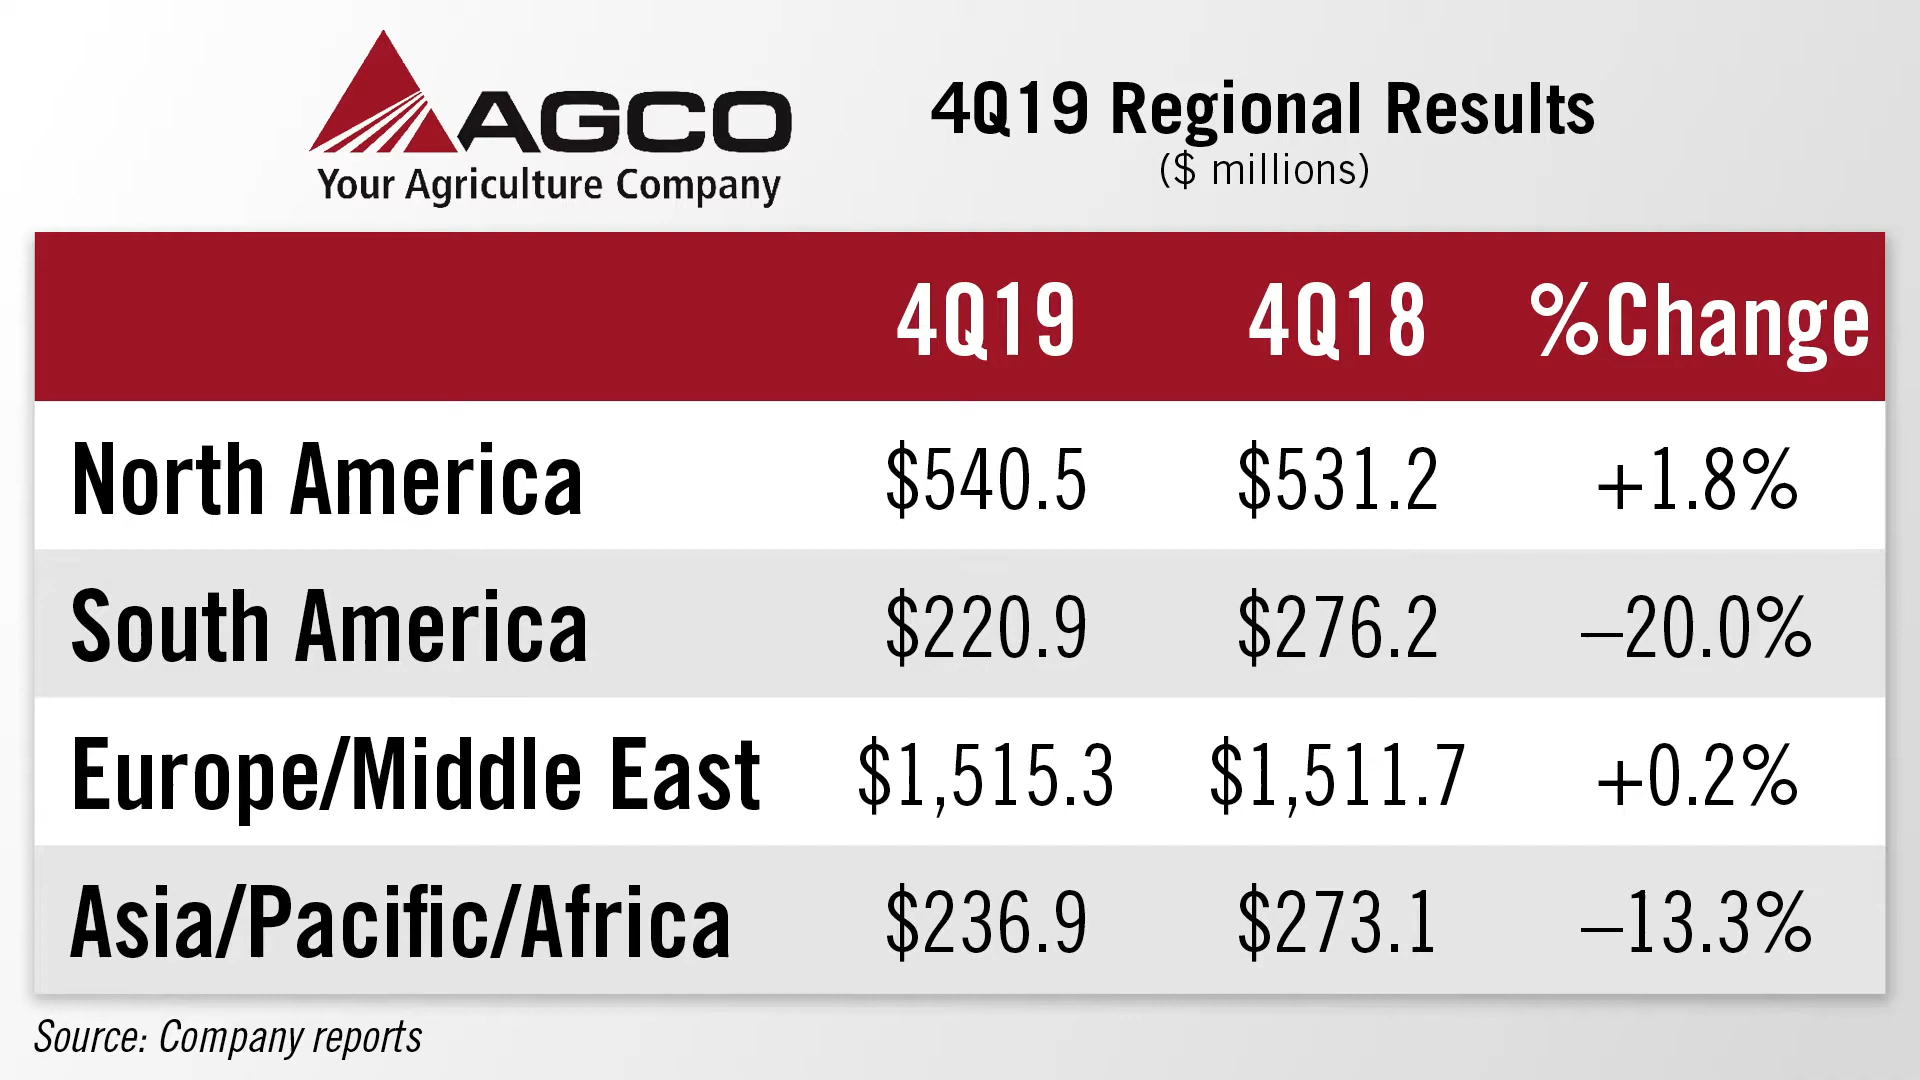 AGCO
Your Agriculture Company
4Q19 Regional Results
($ millions)
4Q19 4Q18 %Change
North America $540.5 $531.2 +1.8%
South America $220.9 $276.2 –20.0%
Europe/Middle East $1,515.3 $1,511.7 +0.2%
Asia/Pacific/Africa $236.9 $273.1 –13.3%
Source: Company reports